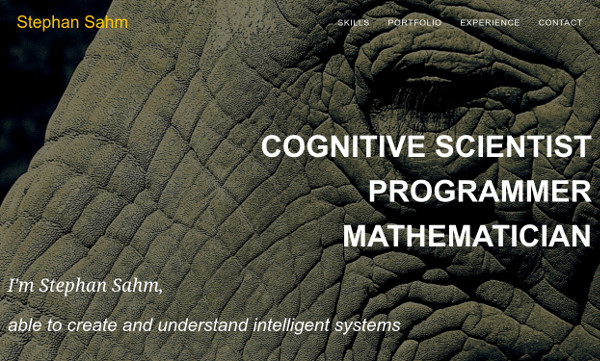 Stephan Sahm
SKILLS PORTFOLIO EXPERIENCE CONTACT
COGNITIVE SCIENTIST
PROGRAMMER
MATHEMATICIAN
I'm Stephan Sahm,
able to create and understand intelligent systems